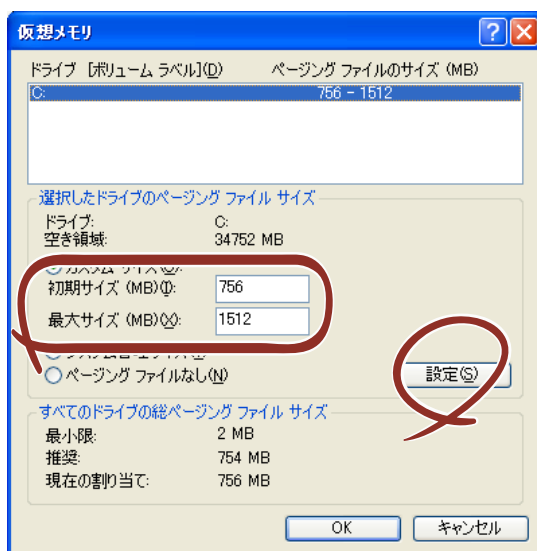 仮想メモリ
ドライブ [ボリューム ラベル](D) ページング ファイルのサイズ (MB)
C: 756 - 1512
選択したドライブのページング ファイル サイズ
ドライブ: C:
空き領域: 34752 MB
カスタム サイズ(C):
初期サイズ (MB)(I): 756
最大サイズ (MB)(X): 1512
ページング ファイルなし(N)
設定(S)
すべてのドライブの総ページング ファイル サイズ
最小限: 2 MB
推奨: 754 MB
現在の割り当て: 756 MB
OK キャンセル